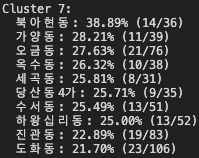 Cluster 7:
북아현동: 38.89% (14/36)
가양동: 28.21% (11/39)
오금동: 27.63% (21/76)
옥수동: 26.32% (10/38)
세곡동: 25.81% (8/31)
당산동4가: 25.71% (9/35)
수서동: 25.49% (13/51)
하왕십리동: 25.00% (13/52)
진관동: 22.89% (19/83)
도화동: 21.70% (23/106)